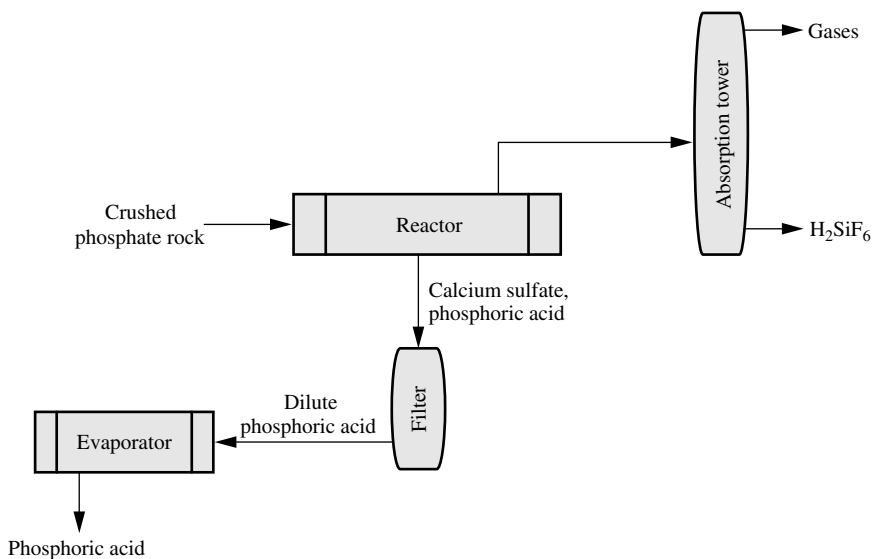 Gases
Absorption tower
H₂SiF₆
Crushed
phosphate rock
Reactor
Calcium sulfate,
phosphoric acid
Filter
Dilute
phosphoric acid
Evaporator
Phosphoric acid